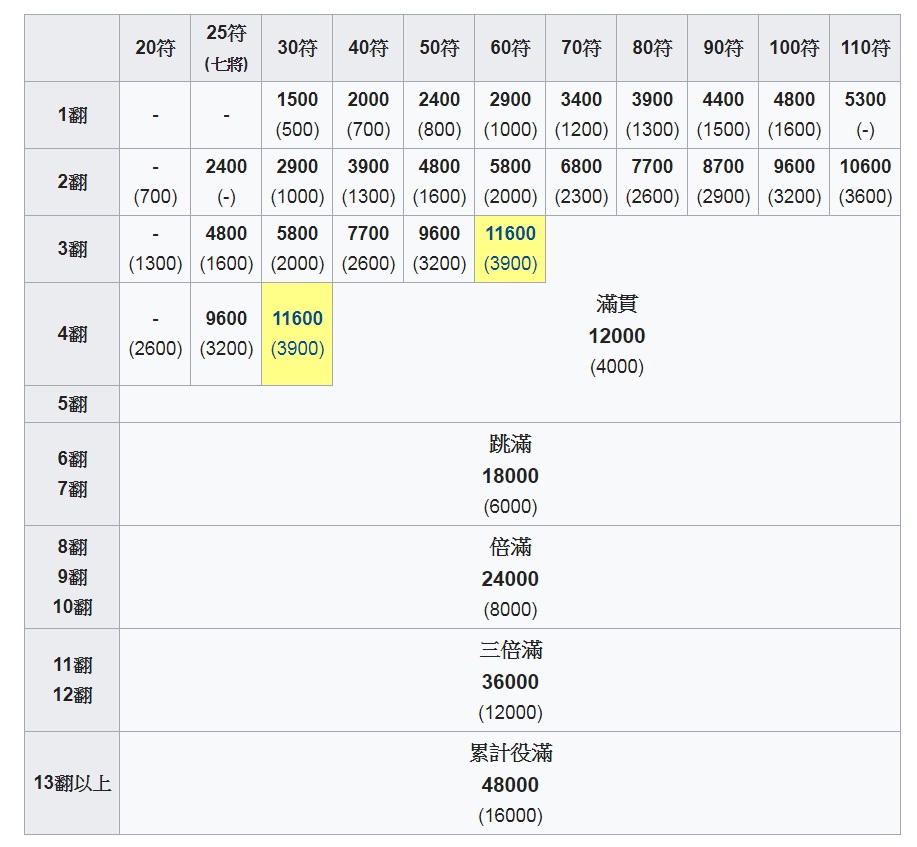 20符 25符 30符 40符 50符 60符 70符 80符 90符 100符 110符
(七將)
1翻 - - 1500 2000 2400 2900 3400 3900 4400 4800 5300
(500) (700) (800) (1000) (1200) (1300) (1500) (1600) (-)
2翻 - 2400 2900 3900 4800 5800 6800 7700 8700 9600 10600
(700) (-) (1000) (1300) (1600) (2000) (2300) (2600) (2900) (3200) (3600)
3翻 - 4800 5800 7700 9600 11600
(1300) (1600) (2000) (2600) (3200) (3900)
4翻 - 9600 11600 滿貫
(2600) (3200) (3900) 12000
(4000)
5翻
6翻 跳滿
7翻 18000
(6000)
8翻 倍滿
9翻 24000
10翻 (8000)
11翻 三倍滿
12翻 36000
(12000)
13翻以上 累計役滿
48000
(16000)